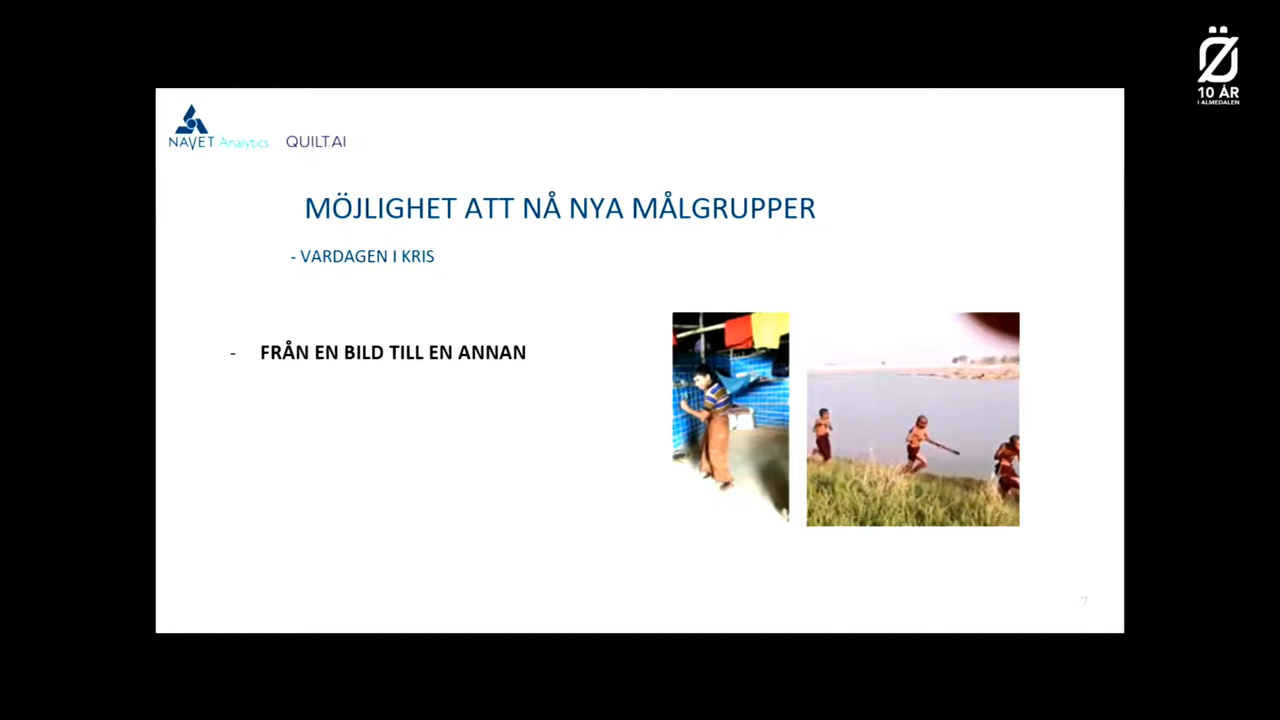 Ö
10 ÅR
I ALMEDALEN
NAVET Analytics QUILT.AI
MÖJLIGHET ATT NÅ NYA MÅLGRUPPER
- VARDAGEN I KRIS
- FRÅN EN BILD TILL EN ANNAN
7